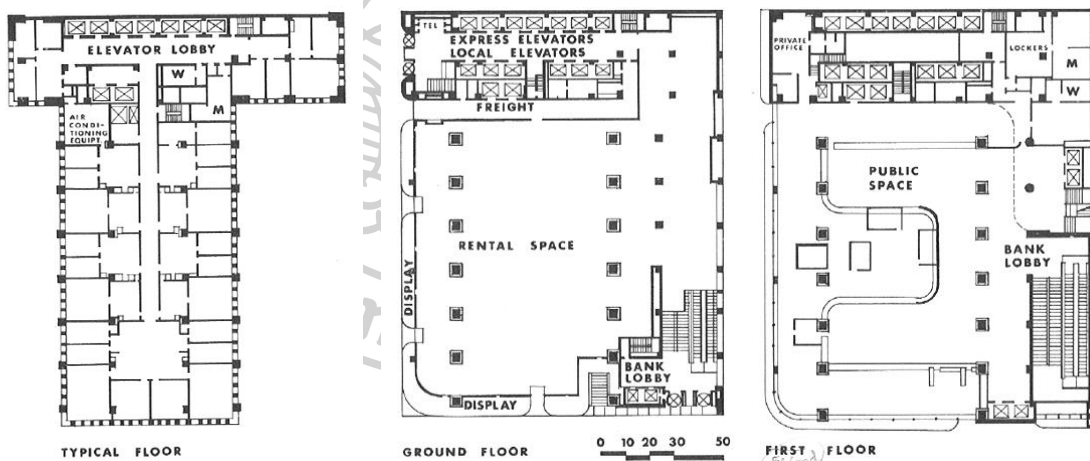 ELEVATOR LOBBY
W
M
AIR
CONDI-
TIONING
EQUIPT
TYPICAL FLOOR
TEL
EXPRESS ELEVATORS
LOCAL ELEVATORS
FREIGHT
RENTAL SPACE
DISPLAY
BANK
LOBBY
DISPLAY
GROUND FLOOR
0 10 20 30 50
PRIVATE
OFFICE
LOCKERS
M
W
PUBLIC
SPACE
BANK
LOBBY
FIRST FLOOR